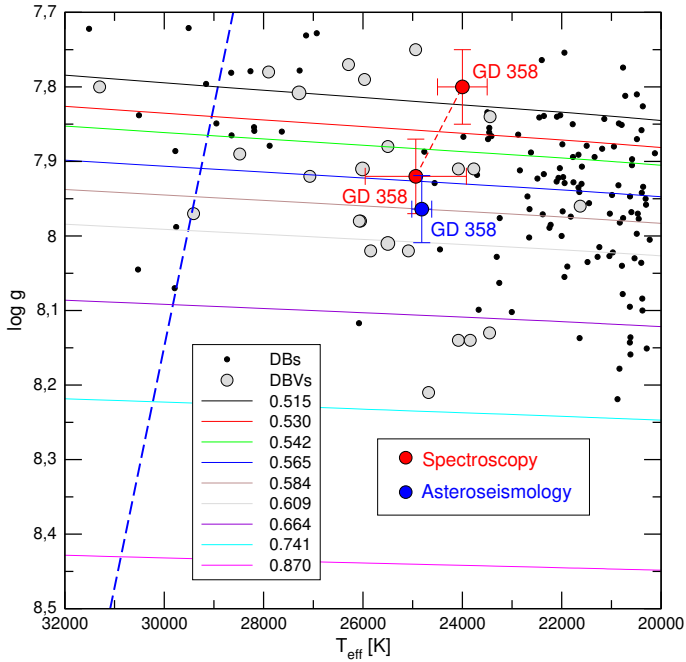 7,7
7,8
7,9
8
8,1
8,2
8,3
8,4
8,5
log g
GD 358
GD 358
GD 358
DBs
DBVs
0.515
0.530
0.542
0.565
0.584
0.609
0.664
0.741
0.870
Spectroscopy
Asteroseismology
32000 30000 28000 26000 24000 22000 20000
T_eff [K]